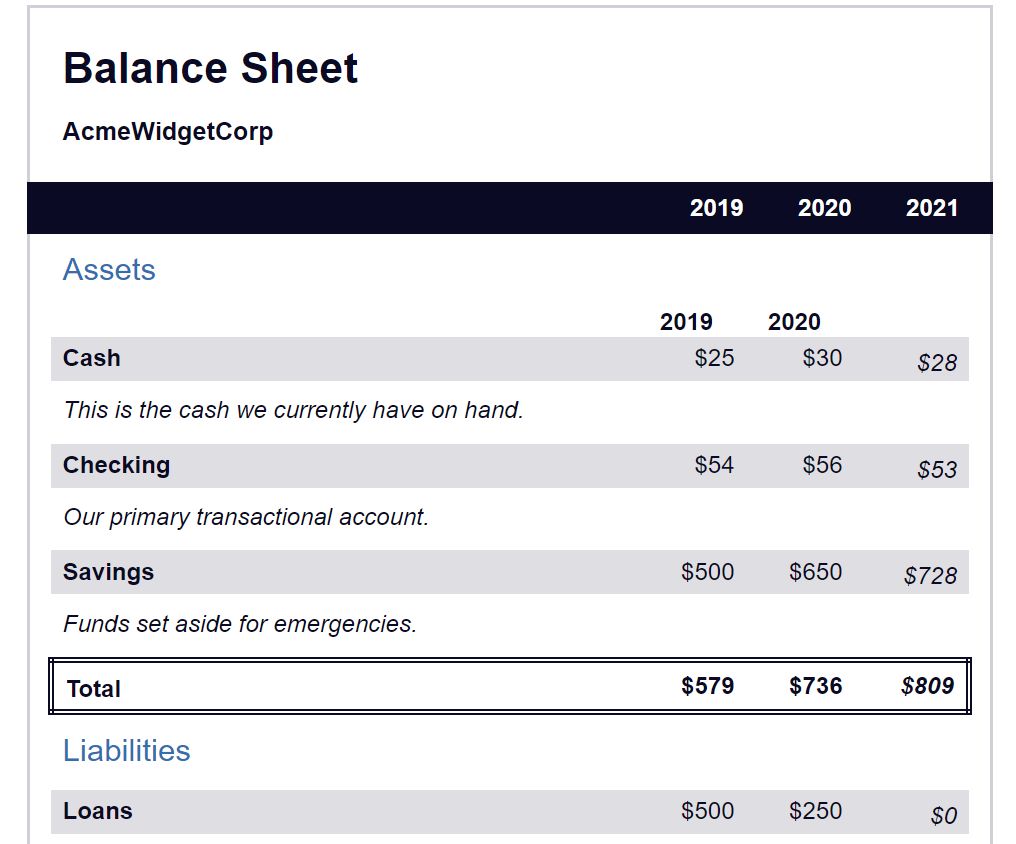 Balance Sheet
AcmeWidgetCorp
2019 2020 2021
Assets
2019 2020
Cash $25 $30 $28
This is the cash we currently have on hand.
Checking $54 $56 $53
Our primary transactional account.
Savings $500 $650 $728
Funds set aside for emergencies.
Total $579 $736 $809
Liabilities
Loans $500 $250 $0